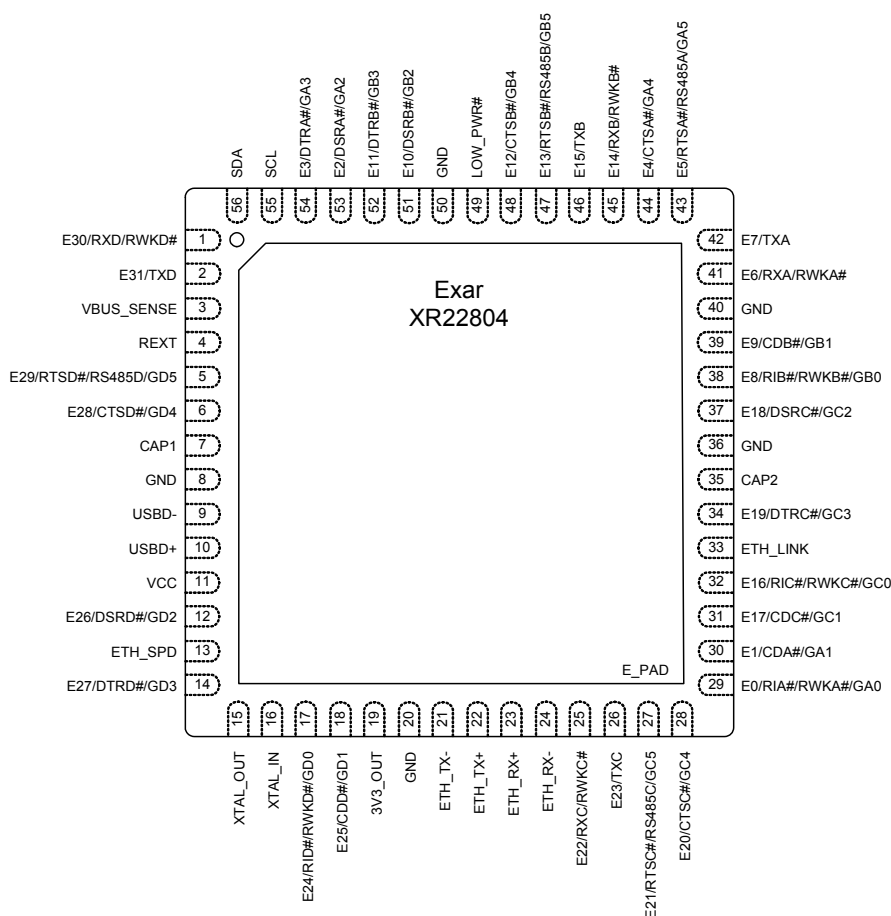 SDA
SCL
E3/DTRA#/GA3
E2/DSRA#/GA2
E11/DTRB#/GB3
E10/DSRB#/GB2
GND
LOW_PWR#
E12/CTSB#/GB4
E13/RTSB#/RS485B/GB5
E15/TXB
E14/RXB/RWKB#
E4/CTSA#/GA4
E5/RTSA#/RS485A/GA5
56
55
54
53
52
51
50
49
48
47
46
45
44
43
E30/RXD/RWKD# 1
E31/TXD 2
VBUS_SENSE 3
REXT 4
E29/RTSD#/RS485D/GD5 5
E28/CTSD#/GD4 6
CAP1 7
GND 8
USBD- 9
USBD+ 10
VCC 11
E26/DSRD#/GD2 12
ETH_SPD 13
E27/DTRD#/GD3 14
Exar
XR22804
E_PAD
42 E7/TXA
41 E6/RXA/RWKA#
40 GND
39 E9/CDB#/GB1
38 E8/RIB#/RWKB#/GB0
37 E18/DSRC#/GC2
36 GND
35 CAP2
34 E19/DTRC#/GC3
33 ETH_LINK
32 E16/RIC#/RWKC#/GC0
31 E17/CDC#/GC1
30 E1/CDA#/GA1
29 E0/RIA#/RWKA#/GA0
15
16
17
18
19
20
21
22
23
24
25
26
27
28
XTAL_OUT
XTAL_IN
E24/RID#/RWKD#/GD0
E25/CDD#/GD1
3V3_OUT
GND
ETH_TX-
ETH_TX+
ETH_RX+
ETH_RX-
E22/RXC/RWKC#
E23/TXC
E21/RTSC#/RS485C/GC5
E20/CTSC#/GC4